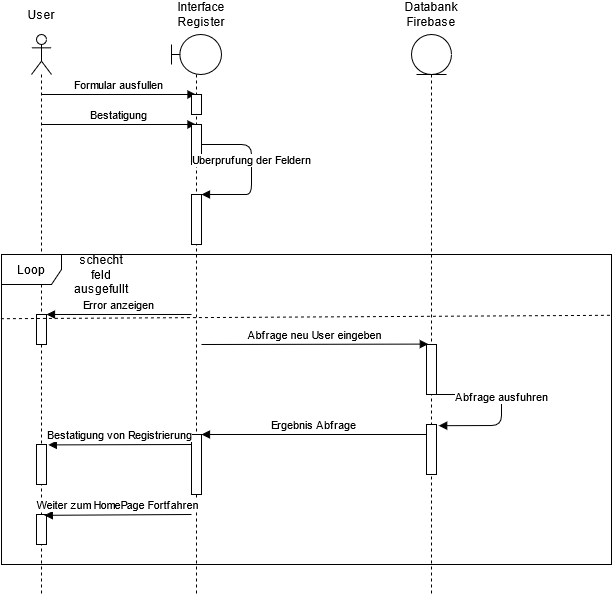 User
Interface
Register
Databank
Firebase
Formular ausfullen
Bestatigung
Uberprufung der Feldern
Loop
schecht
feld
ausgefullt
Error anzeigen
Abfrage neu User eingeben
Abfrage ausfuhren
Ergebnis Abfrage
Bestatigung von Registrierung
Weiter zum HomePage Fortfahren